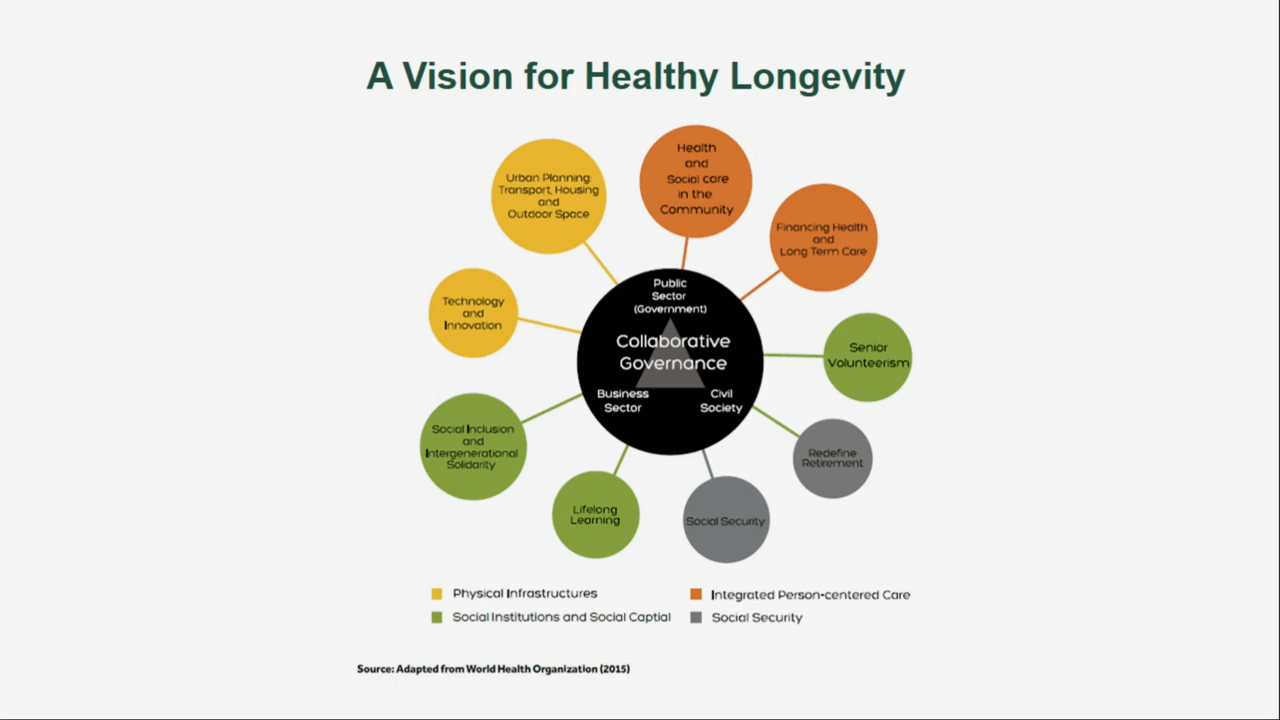 A Vision for Healthy Longevity
Urban Planning:
Transport, Housing
and
Outdoor Space
Health
and
Social care
in the
Community
Financing Health
and
Long Term Care
Technology
and
Innovation
Public
Sector
(Government)
Collaborative
Governance
Business
Sector
Civil
Society
Senior
Volunteerism
Social Inclusion
and
Intergenerational
Solidarity
Redefine
Retirement
Lifelong
Learning
Social Security
Physical Infrastructures
Integrated Person-centered Care
Social Institutions and Social Captial
Social Security
Source: Adapted from World Health Organization (2015)